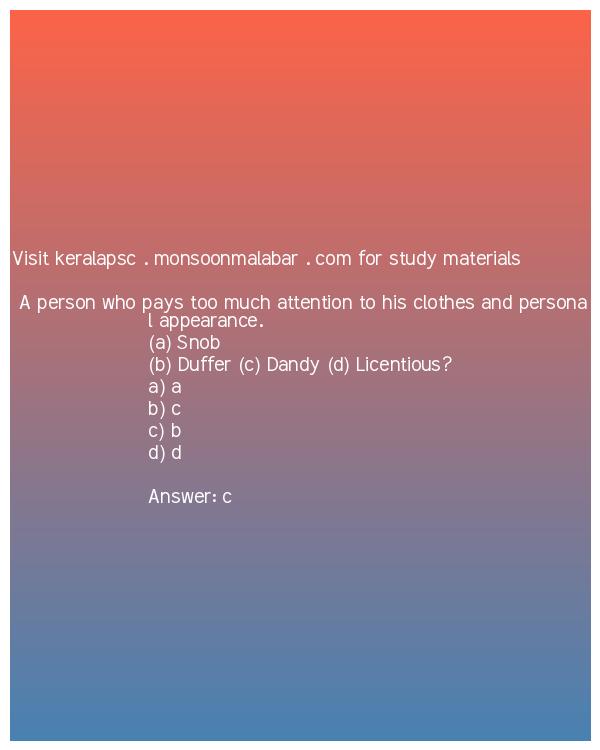 Visit keralapsc . monsoonmalabar . com for study materials
A person who pays too much attention to his clothes and persona
l appearance.
(a) Snob
(b) Duffer (c) Dandy (d) Licentious?
a) a
b) c
c) b
d) d
Answer: c